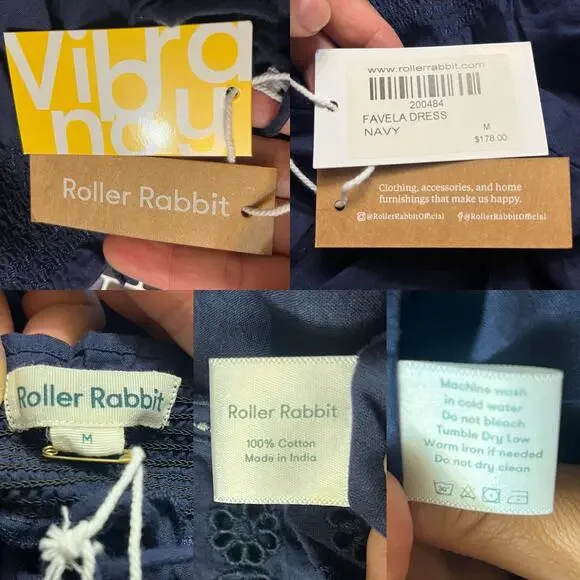 Vibra
ncy
Roller Rabbit
www.rollerrabbit.com
200484
FAVELA DRESS
NAVY
M
$178.00
Clothing, accessories, and home
furnishings that make us happy.
@RollerRabbitOfficial
@RollerRabbitOfficial
Roller Rabbit
M
Roller Rabbit
100% Cotton
Made in India
Machine wash
in cold water
Do not bleach
Tumble Dry Low
Warm iron if needed
Do not dry clean
30°